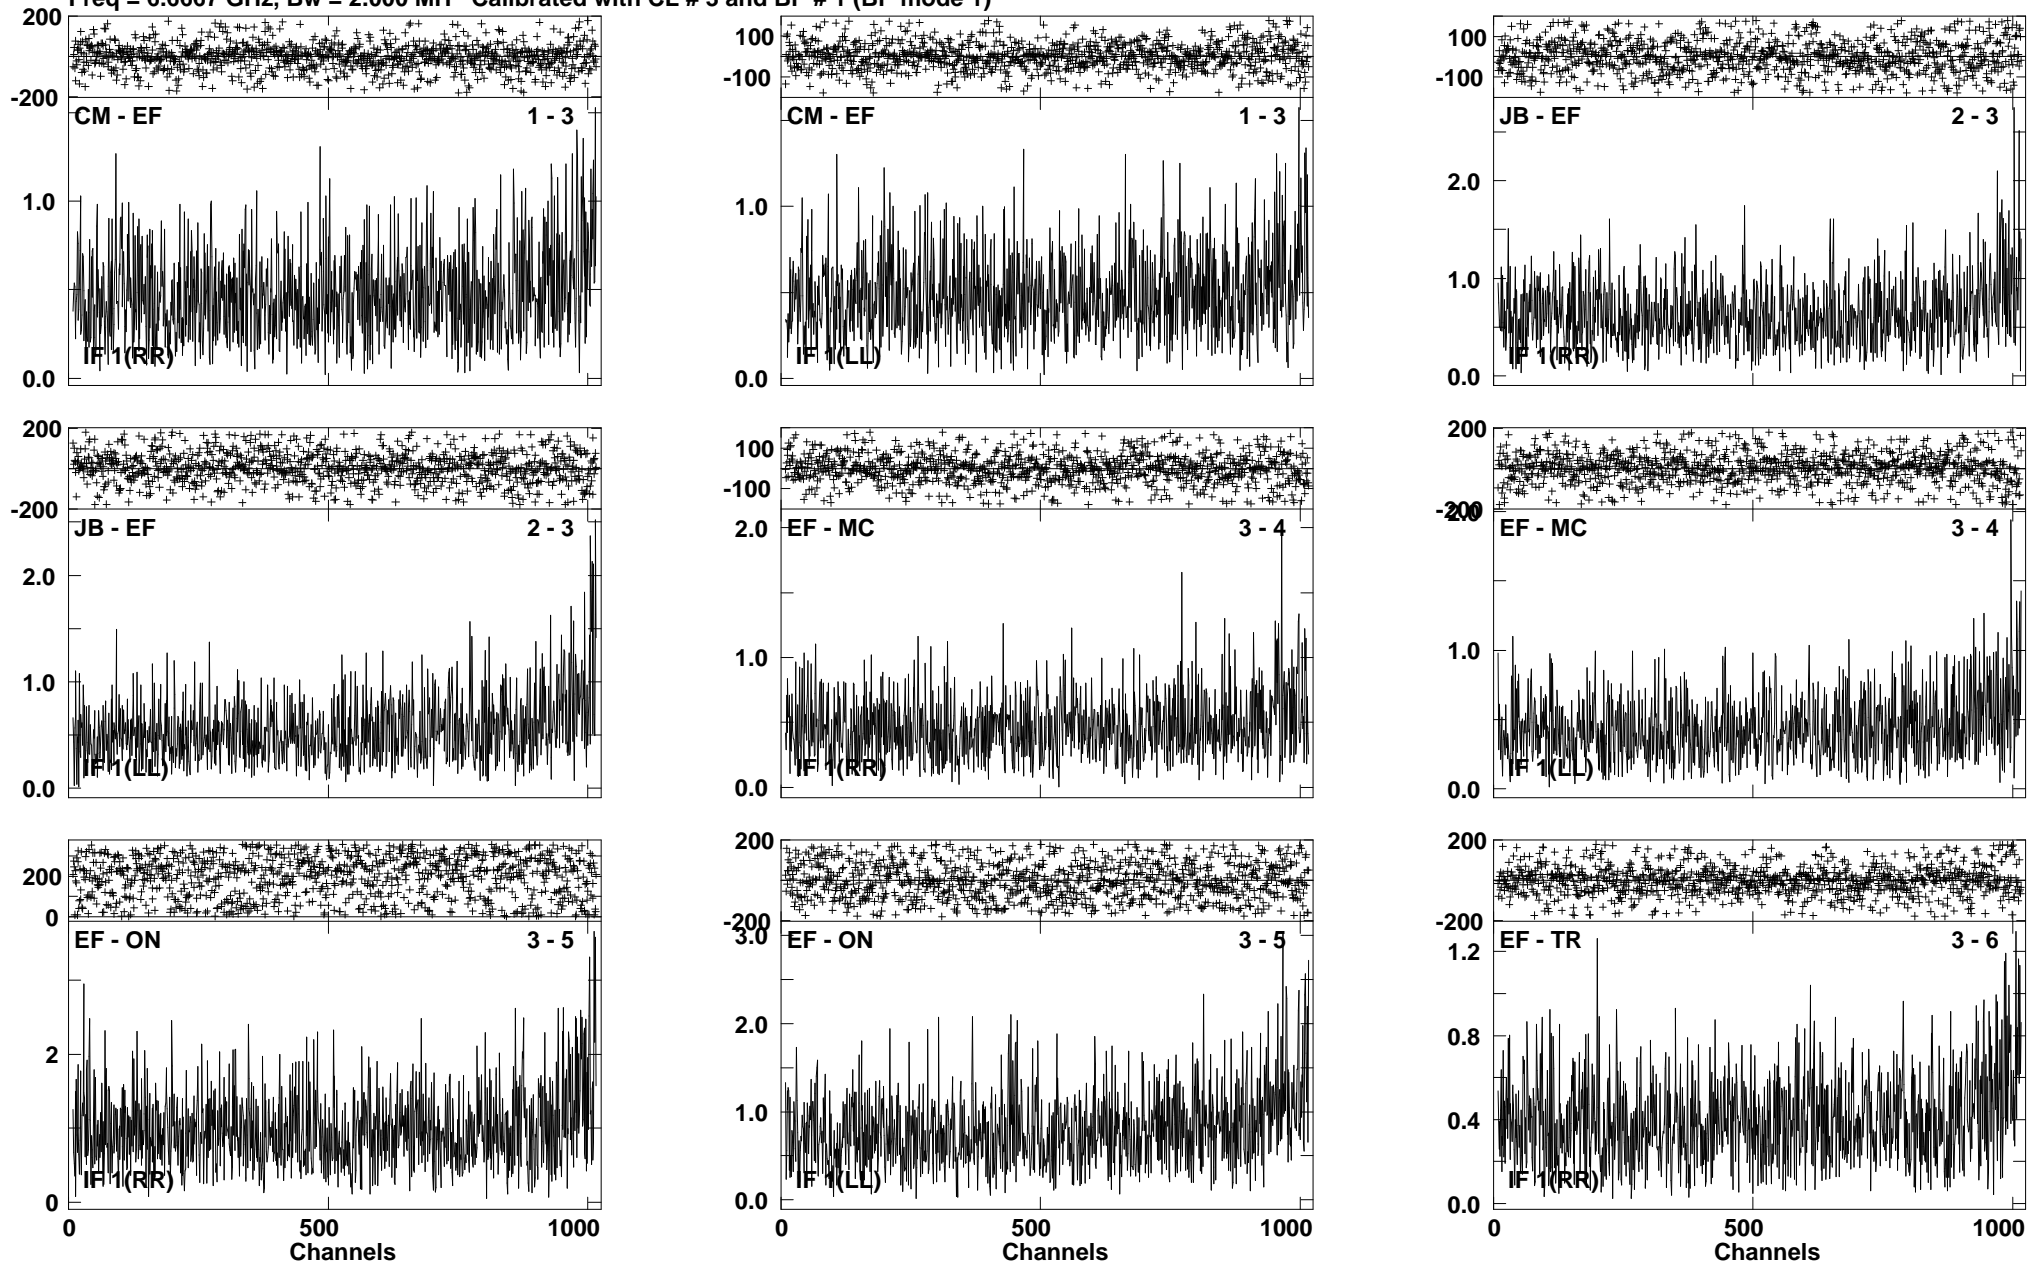 Freq = 6.6667 GHz, Bw = 2.000 MH Calibrated with CL # 3 and BP # 1 (BP mode 1)
200
-200
CM - EF 1 - 3
1.0
0.0
IF 1(RR)
100
-100
CM - EF 1 - 3
1.0
0.0
IF 1(LL)
100
-100
JB - EF 2 - 3
2.0
1.0
0.0
IF 1(RR)
200
-200
JB - EF 2 - 3
2.0
1.0
0.0
IF 1(LL)
100
-100
EF - MC 3 - 4
2.0
1.0
0.0
IF 1(RR)
200
-200
2.0
EF - MC 3 - 4
1.0
0.0
IF 1(LL)
200
0
EF - ON 3 - 5
2
0
IF 1(RR)
0 500 1000
Channels
200
-200
3.0
EF - ON 3 - 5
2.0
1.0
0.0
IF 1(LL)
0 500 1000
Channels
200
-200
EF - TR 3 - 6
1.2
0.8
0.4
0.0
IF 1(RR)
0 500 1000
Channels